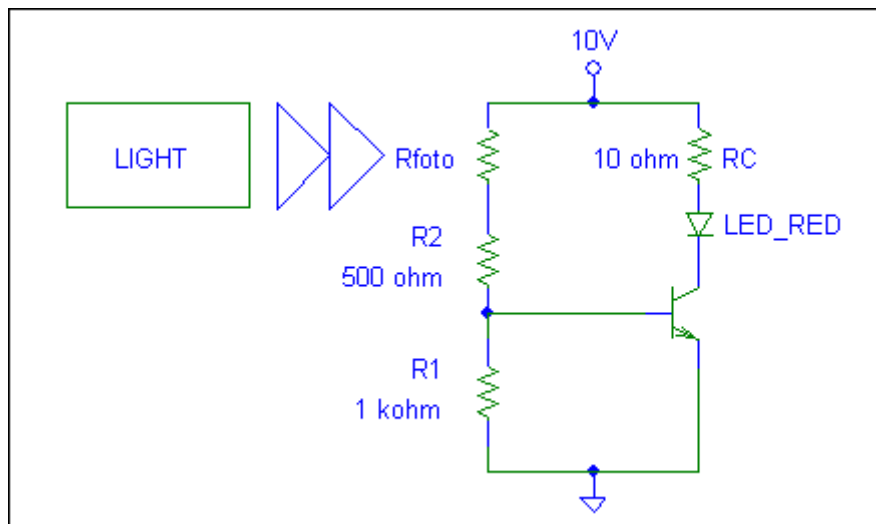 10V
LIGHT
Rfoto
10 ohm RC
R2
500 ohm
LED_RED
R1
1 kohm